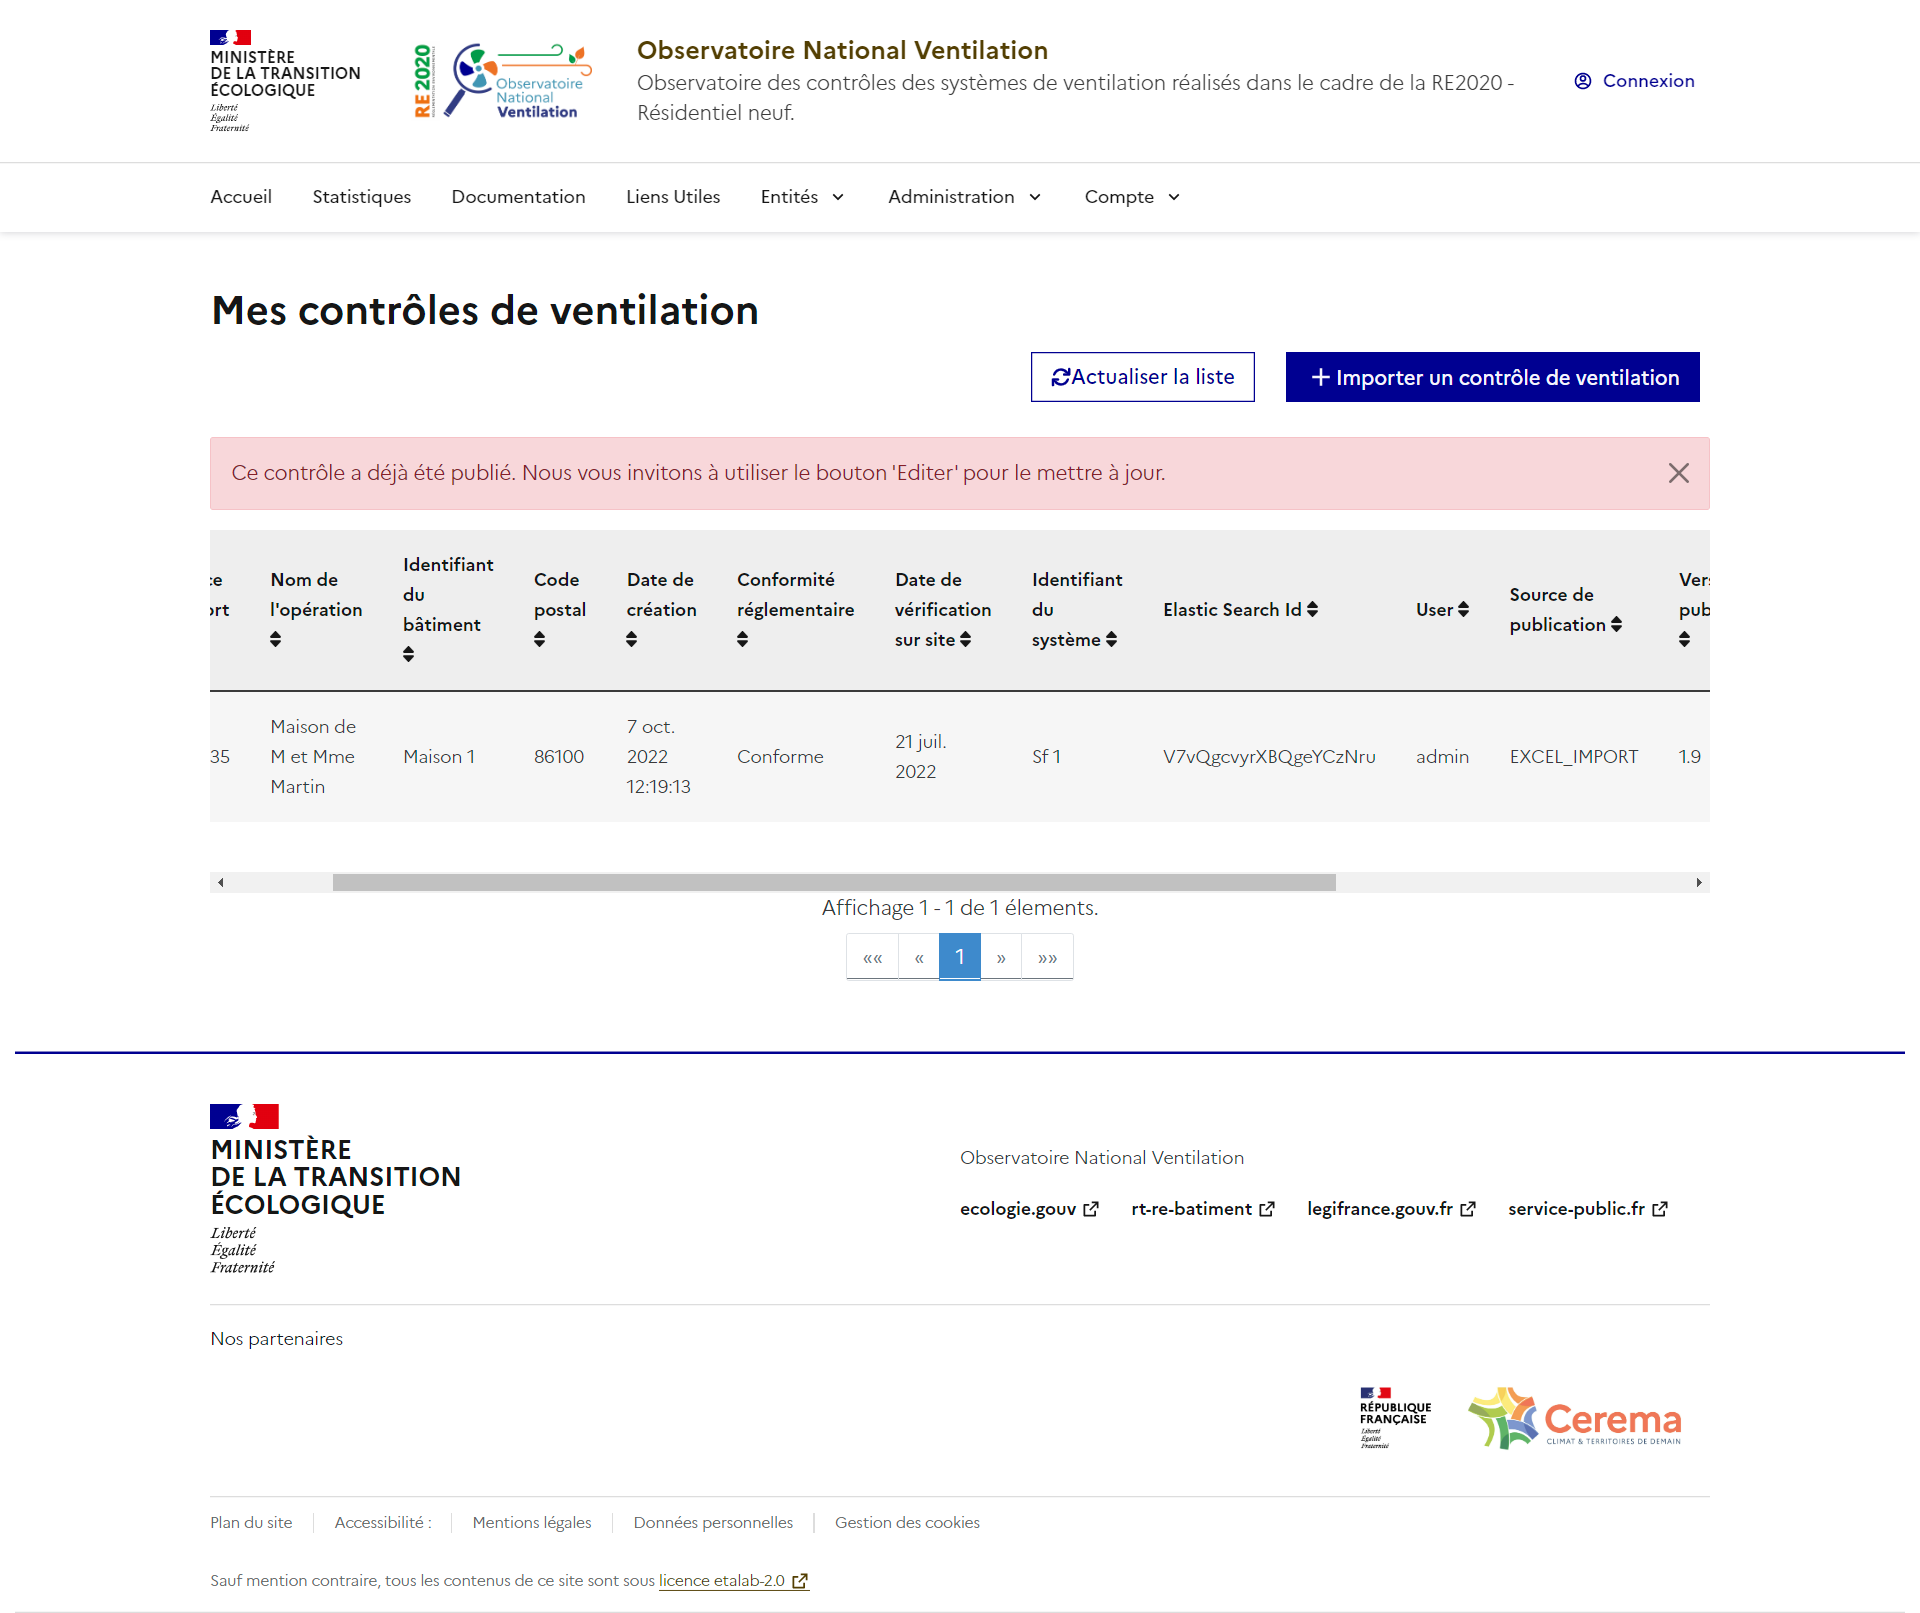 MINISTÈRE
DE LA TRANSITION
ÉCOLOGIQUE
Liberté
Égalité
Fraternité
RE 2020
Observatoire
National
Ventilation
Observatoire National Ventilation
Observatoire des contrôles des systèmes de ventilation réalisés dans le cadre de la RE2020 -
Résidentiel neuf.
Connexion
Accueil Statistiques Documentation Liens Utiles Entités Administration Compte
Mes contrôles de ventilation
Actualiser la liste
+ Importer un contrôle de ventilation
Ce contrôle a déjà été publié. Nous vous invitons à utiliser le bouton 'Editer' pour le mettre à jour.
Nom de
l'opération
Identifiant
du
bâtiment
Code
postal
Date de
création
Conformité
réglementaire
Date de
vérification
sur site
Identifiant
du
système
Elastic Search Id
User
Source de
publication
35
Maison de
M et Mme
Martin
Maison 1
86100
7 oct.
2022
12:19:13
Conforme
21 juil.
2022
Sf 1
V7vQgcvyrXBQgeYCzNru
admin
EXCEL_IMPORT
1.9
Affichage 1 - 1 de 1 élements.
«« « 1 » »»
MINISTÈRE
DE LA TRANSITION
ÉCOLOGIQUE
Liberté
Égalité
Fraternité
Observatoire National Ventilation
ecologie.gouv rt-re-batiment legifrance.gouv.fr service-public.fr
Nos partenaires
RÉPUBLIQUE
FRANÇAISE
Liberté
Égalité
Fraternité
Cerema
CLIMAT & TERRITOIRES DE DEMAIN
Plan du site Accessibilité : Mentions légales Données personnelles Gestion des cookies
Sauf mention contraire, tous les contenus de ce site sont sous licence etalab-2.0